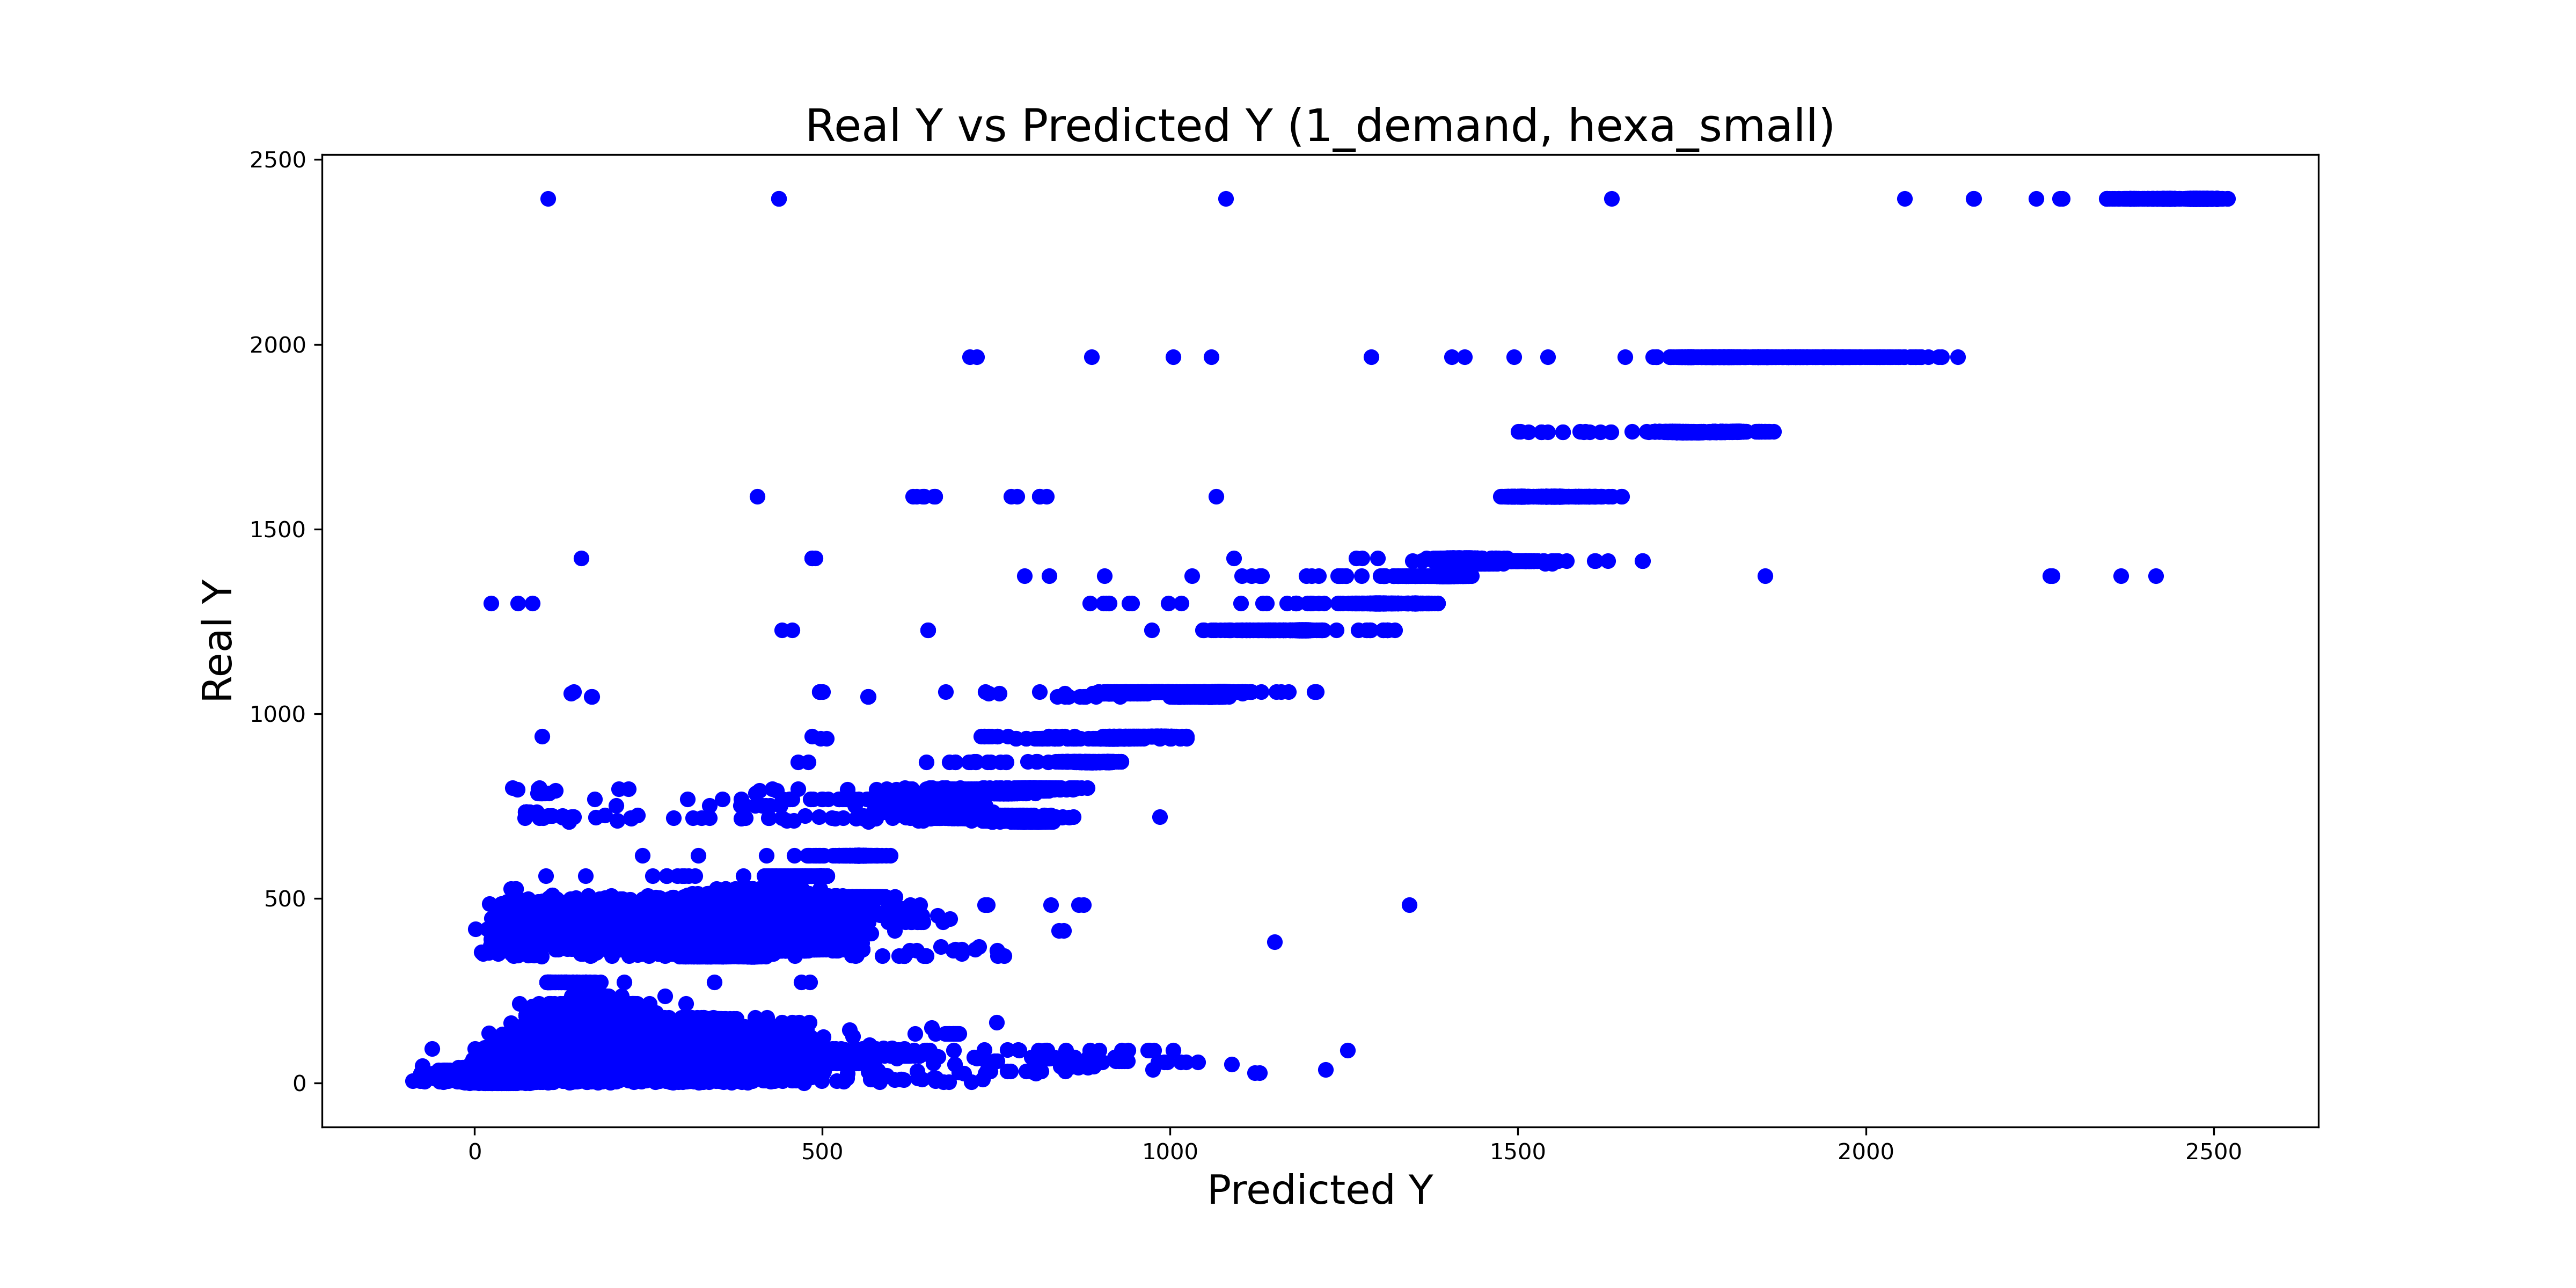 Real Y vs Predicted Y (1_demand, hexa_small)
2500
2000
1500
1000
500
0
Real Y
0 500 1000 1500 2000 2500
Predicted Y